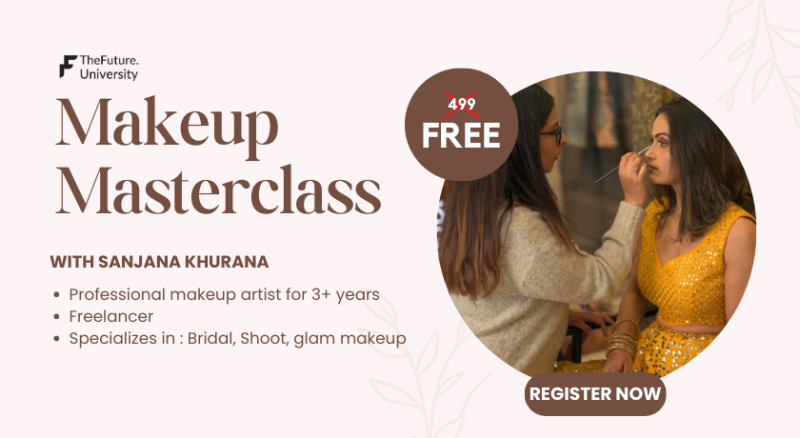 TheFuture.
University
Makeup
Masterclass
499
FREE
WITH SANJANA KHURANA
• Professional makeup artist for 3+ years
• Freelancer
• Specializes in : Bridal, Shoot, glam makeup
REGISTER NOW